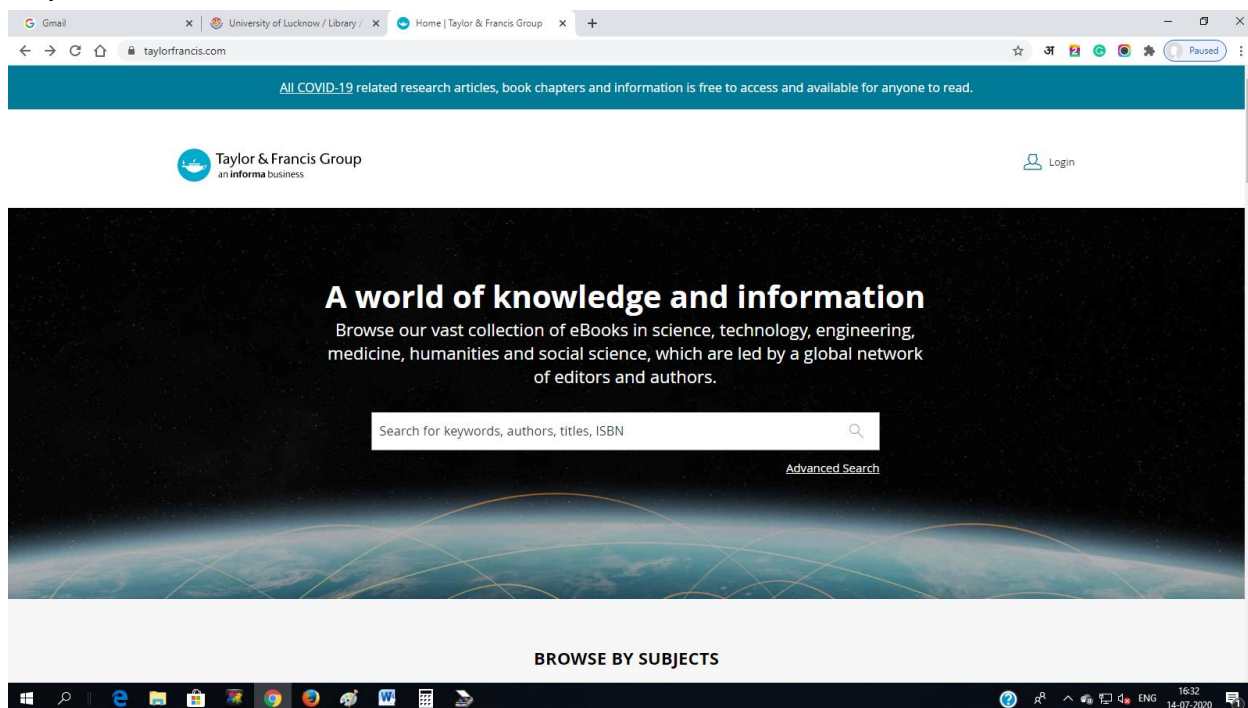 Gmail
University of Lucknow / Library /
Home | Taylor & Francis Group
taylorfrancis.com
अ
Paused
All COVID-19 related research articles, book chapters and information is free to access and available for anyone to read.
Taylor & Francis Group
an informa business
Login
A world of knowledge and information
Browse our vast collection of eBooks in science, technology, engineering,
medicine, humanities and social science, which are led by a global network
of editors and authors.
Search for keywords, authors, titles, ISBN
Advanced Search
BROWSE BY SUBJECTS
ENG
16:32
14-07-2020